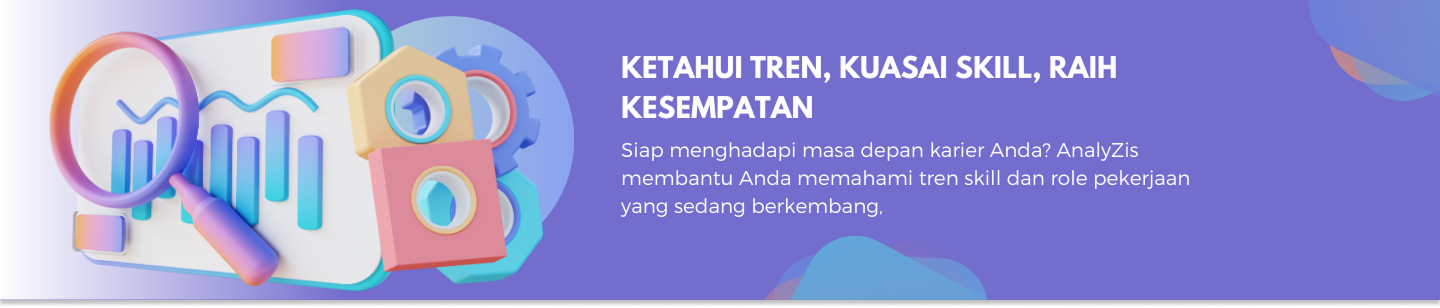 KETAHUI TREN, KUASAI SKILL, RAIH
KESEMPATAN
Siap menghadapi masa depan karier Anda? AnalyZis
membantu Anda memahami tren skill dan role pekerjaan
yang sedang berkembang,